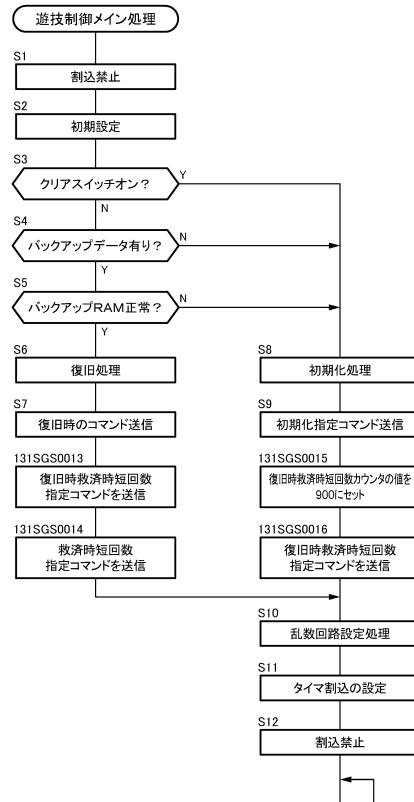 遊技制御メイン処理
S1
割込禁止
S2
初期設定
S3
クリアスイッチオン？
Y
N
S4
バックアップデータ有り？
N
Y
S5
バックアップRAM正常？
N
Y
S6
復旧処理
S7
復旧時のコマンド送信
131SGS0013
復旧時救済時短回数
指定コマンドを送信
131SGS0014
救済時短回数
指定コマンドを送信
S8
初期化処理
S9
初期化指定コマンド送信
131SGS0015
復旧時救済時短回数カウンタの値を
900にセット
131SGS0016
復旧時救済時短回数
指定コマンドを送信
S10
乱数回路設定処理
S11
タイマ割込の設定
S12
割込禁止